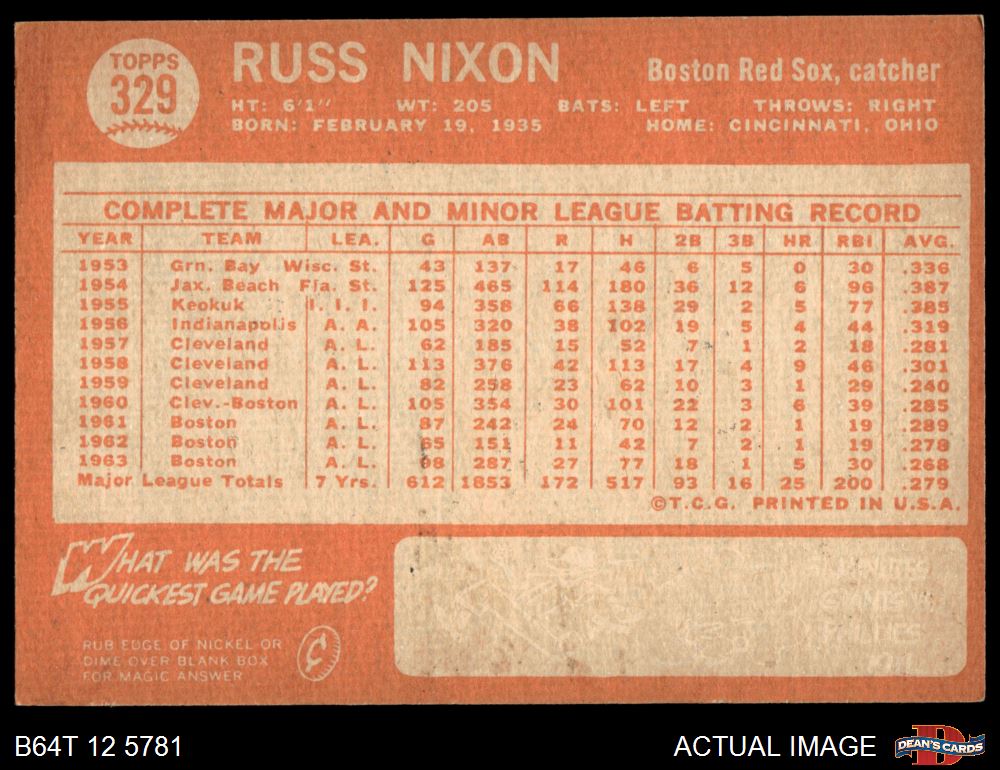 TOPPS
329
RUSS NIXON
Boston Red Sox, catcher
HT: 6'1" WT: 205 BATS: LEFT THROWS: RIGHT
BORN: FEBRUARY 19, 1935 HOME: CINCINNATI, OHIO
COMPLETE MAJOR AND MINOR LEAGUE BATTING RECORD
YEAR TEAM LEA. G AB R H 2B 3B HR RBI AVG.
1953 Grn. Bay Wisc. St. 43 137 17 46 6 5 0 30 .336
1954 Jax. Beach Fla. St. 125 465 114 180 36 12 6 96 .387
1955 Keokuk I. I. I. 94 358 66 138 29 2 5 77 .385
1956 Indianapolis A. A. 105 320 38 102 19 5 4 44 .319
1957 Cleveland A. L. 62 185 15 52 7 1 2 18 .281
1958 Cleveland A. L. 113 376 42 113 17 4 9 46 .301
1959 Cleveland A. L. 82 258 23 62 10 3 1 29 .240
1960 Clev.-Boston A. L. 105 354 30 101 22 3 6 39 .285
1961 Boston A. L. 87 242 24 70 12 2 1 19 .289
1962 Boston A. L. 65 151 11 42 7 2 1 19 .278
1963 Boston A. L. 98 287 27 77 18 1 5 30 .268
Major League Totals 7 Yrs. 612 1853 172 517 93 16 25 200 .279
©T.C.G. PRINTED IN U.S.A.
WHAT WAS THE
QUICKEST GAME PLAYED?
RUB EDGE OF NICKEL OR
DIME OVER BLANK BOX
FOR MAGIC ANSWER
¢
MINUTES
GIANTS
PHILLIES
B64T 12 5781
ACTUAL IMAGE
DEAN'S CARDS